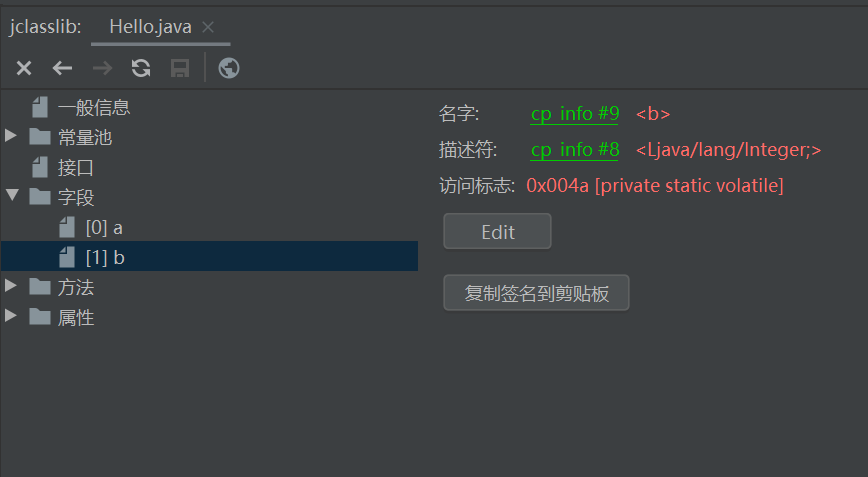 jclasslib: Hello.java
一般信息
常量池
接口
字段
[0] a
[1] b
方法
属性
名字: cp_info #9 <b>
描述符: cp_info #8 <Ljava/lang/Integer;>
访问标志: 0x004a [private static volatile]
Edit
复制签名到剪贴板